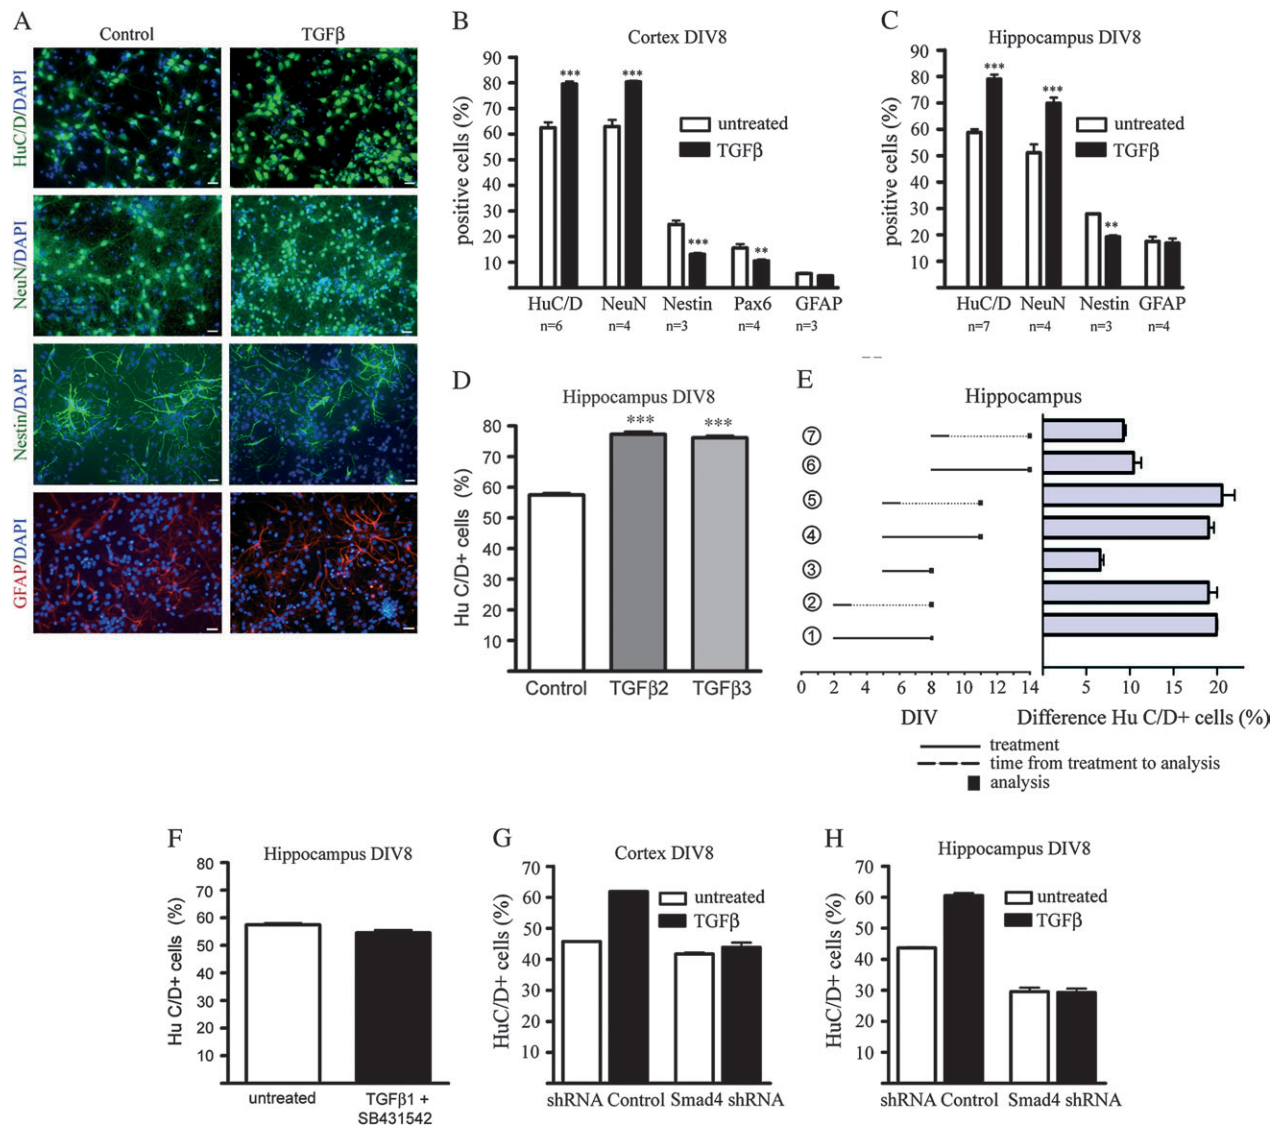 A
Control
TGFβ
HuC/D/DAPI
NeuN/DAPI
Nestin/DAPI
GFAP/DAPI
B
Cortex DIV8
positive cells (%)
90
80
70
60
50
40
30
20
10
*** *** *** **
untreated
TGFβ
HuC/D NeuN Nestin Pax6 GFAP
n=6 n=4 n=3 n=4 n=3
C
Hippocampus DIV8
positive cells (%)
90
80
70
60
50
40
30
20
10
*** *** **
untreated
TGFβ
HuC/D NeuN Nestin GFAP
n=7 n=4 n=3 n=4
D
Hippocampus DIV8
Hu C/D+ cells (%)
80
70
60
50
40
30
20
10
*** ***
Control TGFβ2 TGFβ3
E
Hippocampus
7
6
5
4
3
2
1
0 2 4 6 8 10 12 14
5 10 15 20
DIV
Difference Hu C/D+ cells (%)
treatment
time from treatment to analysis
analysis
F
Hippocampus DIV8
Hu C/D+ cells (%)
80
70
60
50
40
30
20
10
untreated
TGFβ1 +
SB431542
G
Cortex DIV8
HuC/D+ cells (%)
70
60
50
40
30
20
10
untreated
TGFβ
shRNA Control Smad4 shRNA
H
Hippocampus DIV8
HuC/D+ cells (%)
70
60
50
40
30
20
10
untreated
TGFβ
shRNA Control Smad4 shRNA